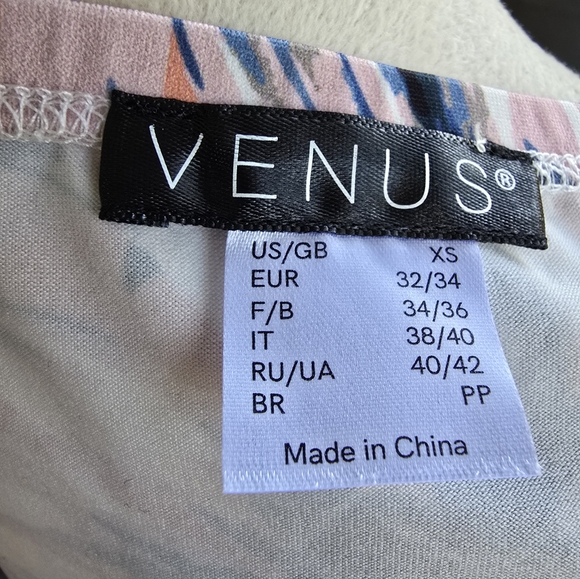 VENUS®
US/GB XS
EUR 32/34
F/B 34/36
IT 38/40
RU/UA 40/42
BR PP
Made in China